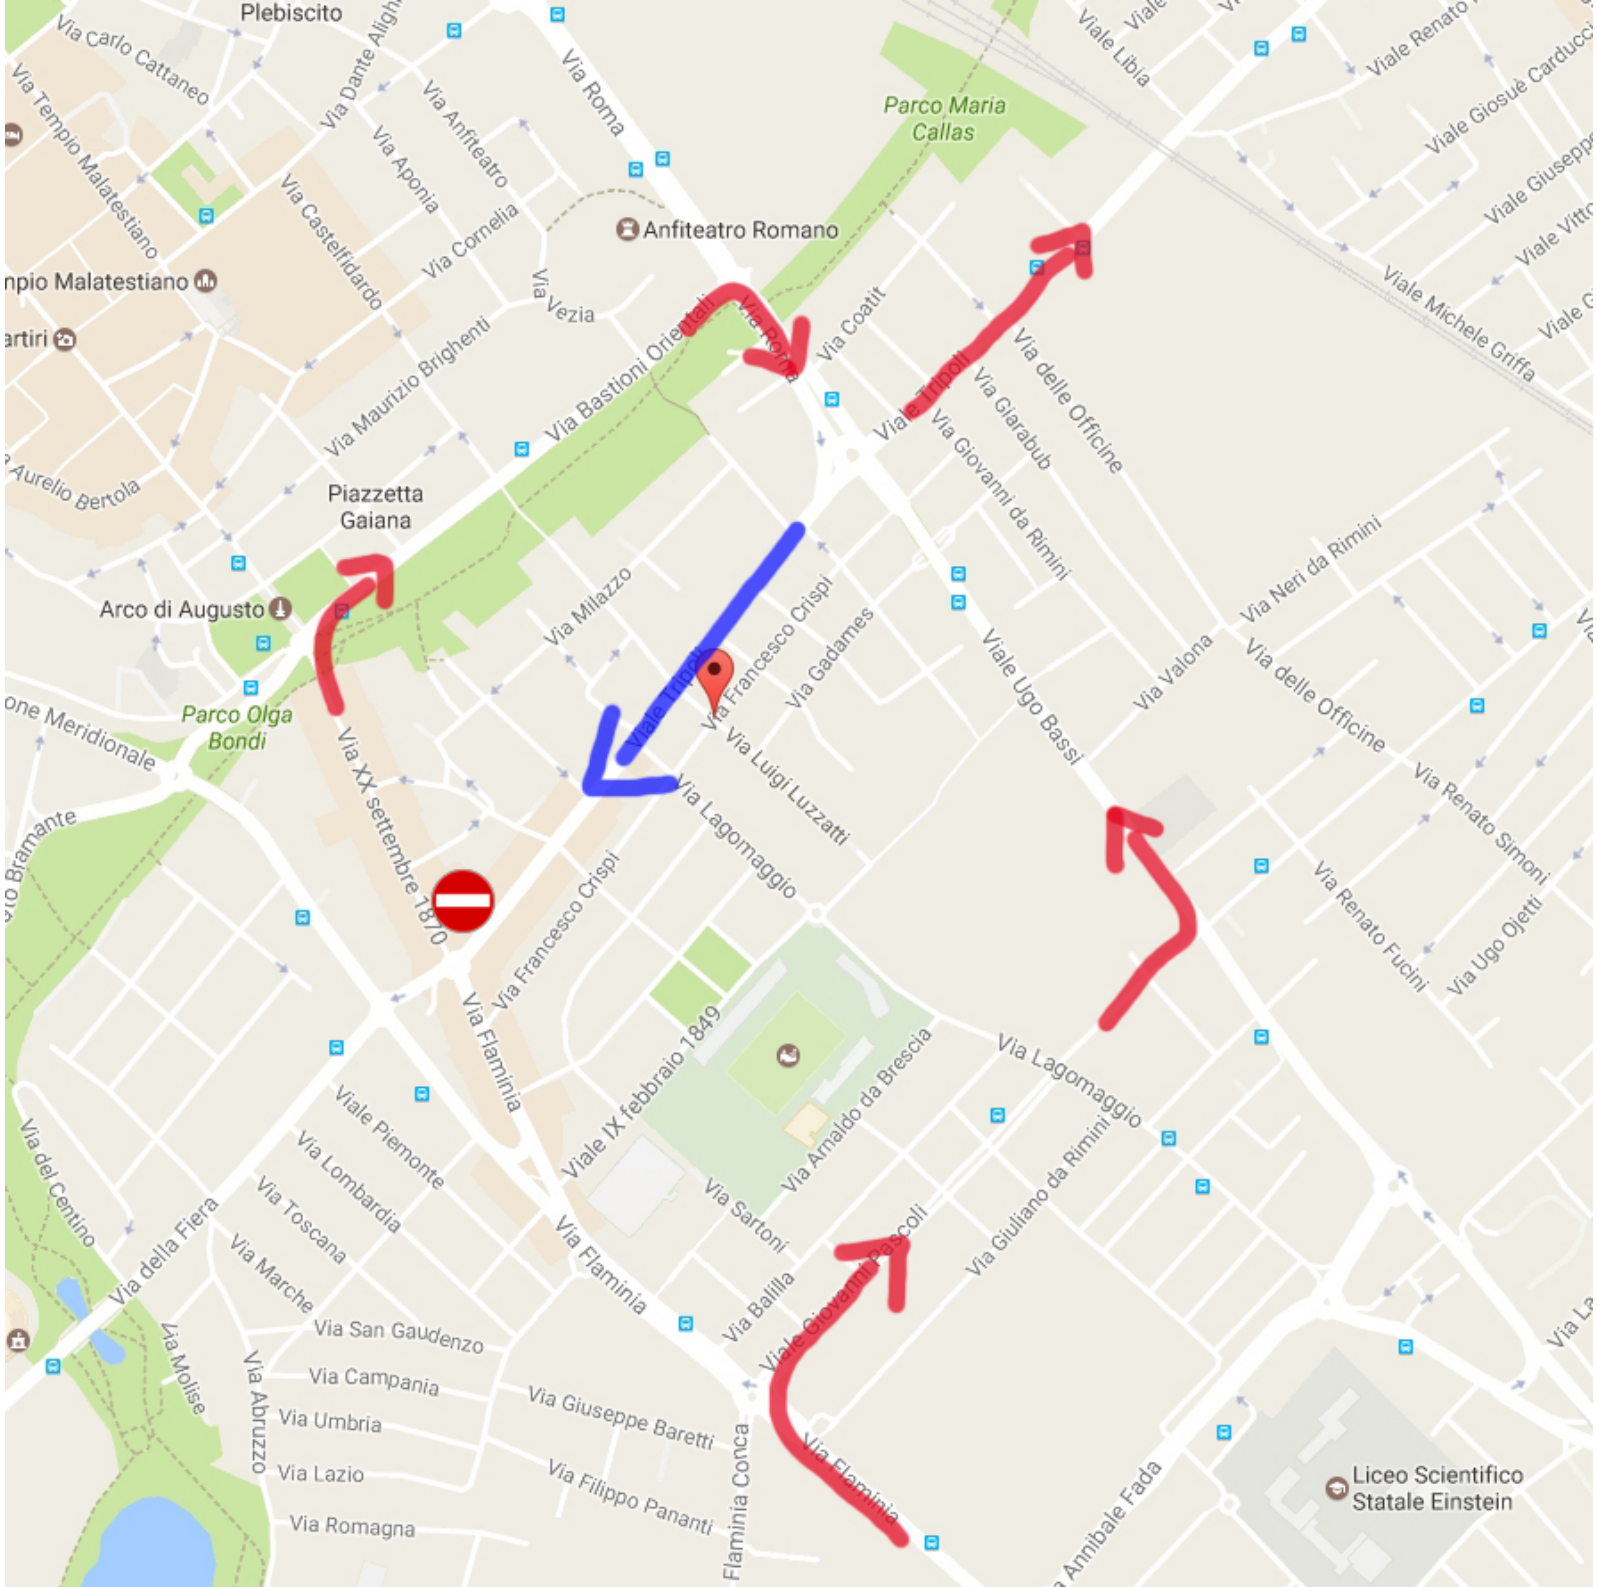 Plebiscito
Via Carlo Cattaneo
Via Dante Aligh
Via Roma
Viale Libia
Viale
Viale Renato
Viale Giosuè Carducc
Via Tempio Malatestiano
Via Aponia
Via Anfiteatro
Parco Maria
Callas
Viale Giuseppe
Via Castelfidardo
Via Cornelia
Anfiteatro Romano
Viale Vitto
mpio Malatestiano
Via Vezia
Via Roma
Via Coatit
Viale Michele Griffa
Viale G
artiri
Via Maurizio Brighenti
Via Bastioni Orientali
Viale Tripoli
Via Giarabub
Via delle Officine
Via Giovanni da Rimini
Aurelio Bertola
Piazzetta
Gaiana
Via Milazzo
Via Francesco Crispi
Via Gadames
Via Neri da Rimini
Arco di Augusto
Viale Ugo Bassi
Via Valona
Via delle Officine
one Meridionale
Parco Olga
Bondi
Via XX settembre 1870
Viale Tripoli
Via Luigi Luzzatti
Via Lagomaggio
Via Renato Simoni
Bramante
Via Francesco Crispi
Via Renato Fucini
Via Ugo Ojetti
Via Flaminia
Viale IX febbraio 1849
Via Arnaldo da Brescia
Via Lagomaggio
Viale Piemonte
Via Lombardia
Via del Centino
Via Toscana
Via della Fiera
Via Marche
Via Flaminia
Via Sartoni
Via Giuliano da Rimini
Via Balilla
Viale Giovanni Pascoli
Via La
Via San Gaudenzo
Via Molise
Via Abruzzo
Via Campania
Via Umbria
Via Giuseppe Baretti
Flaminia Conca
Via Flaminia
Via Lazio
Via Filippo Pananti
Via Romagna
Annibale Fada
Liceo Scientifico
Statale Einstein